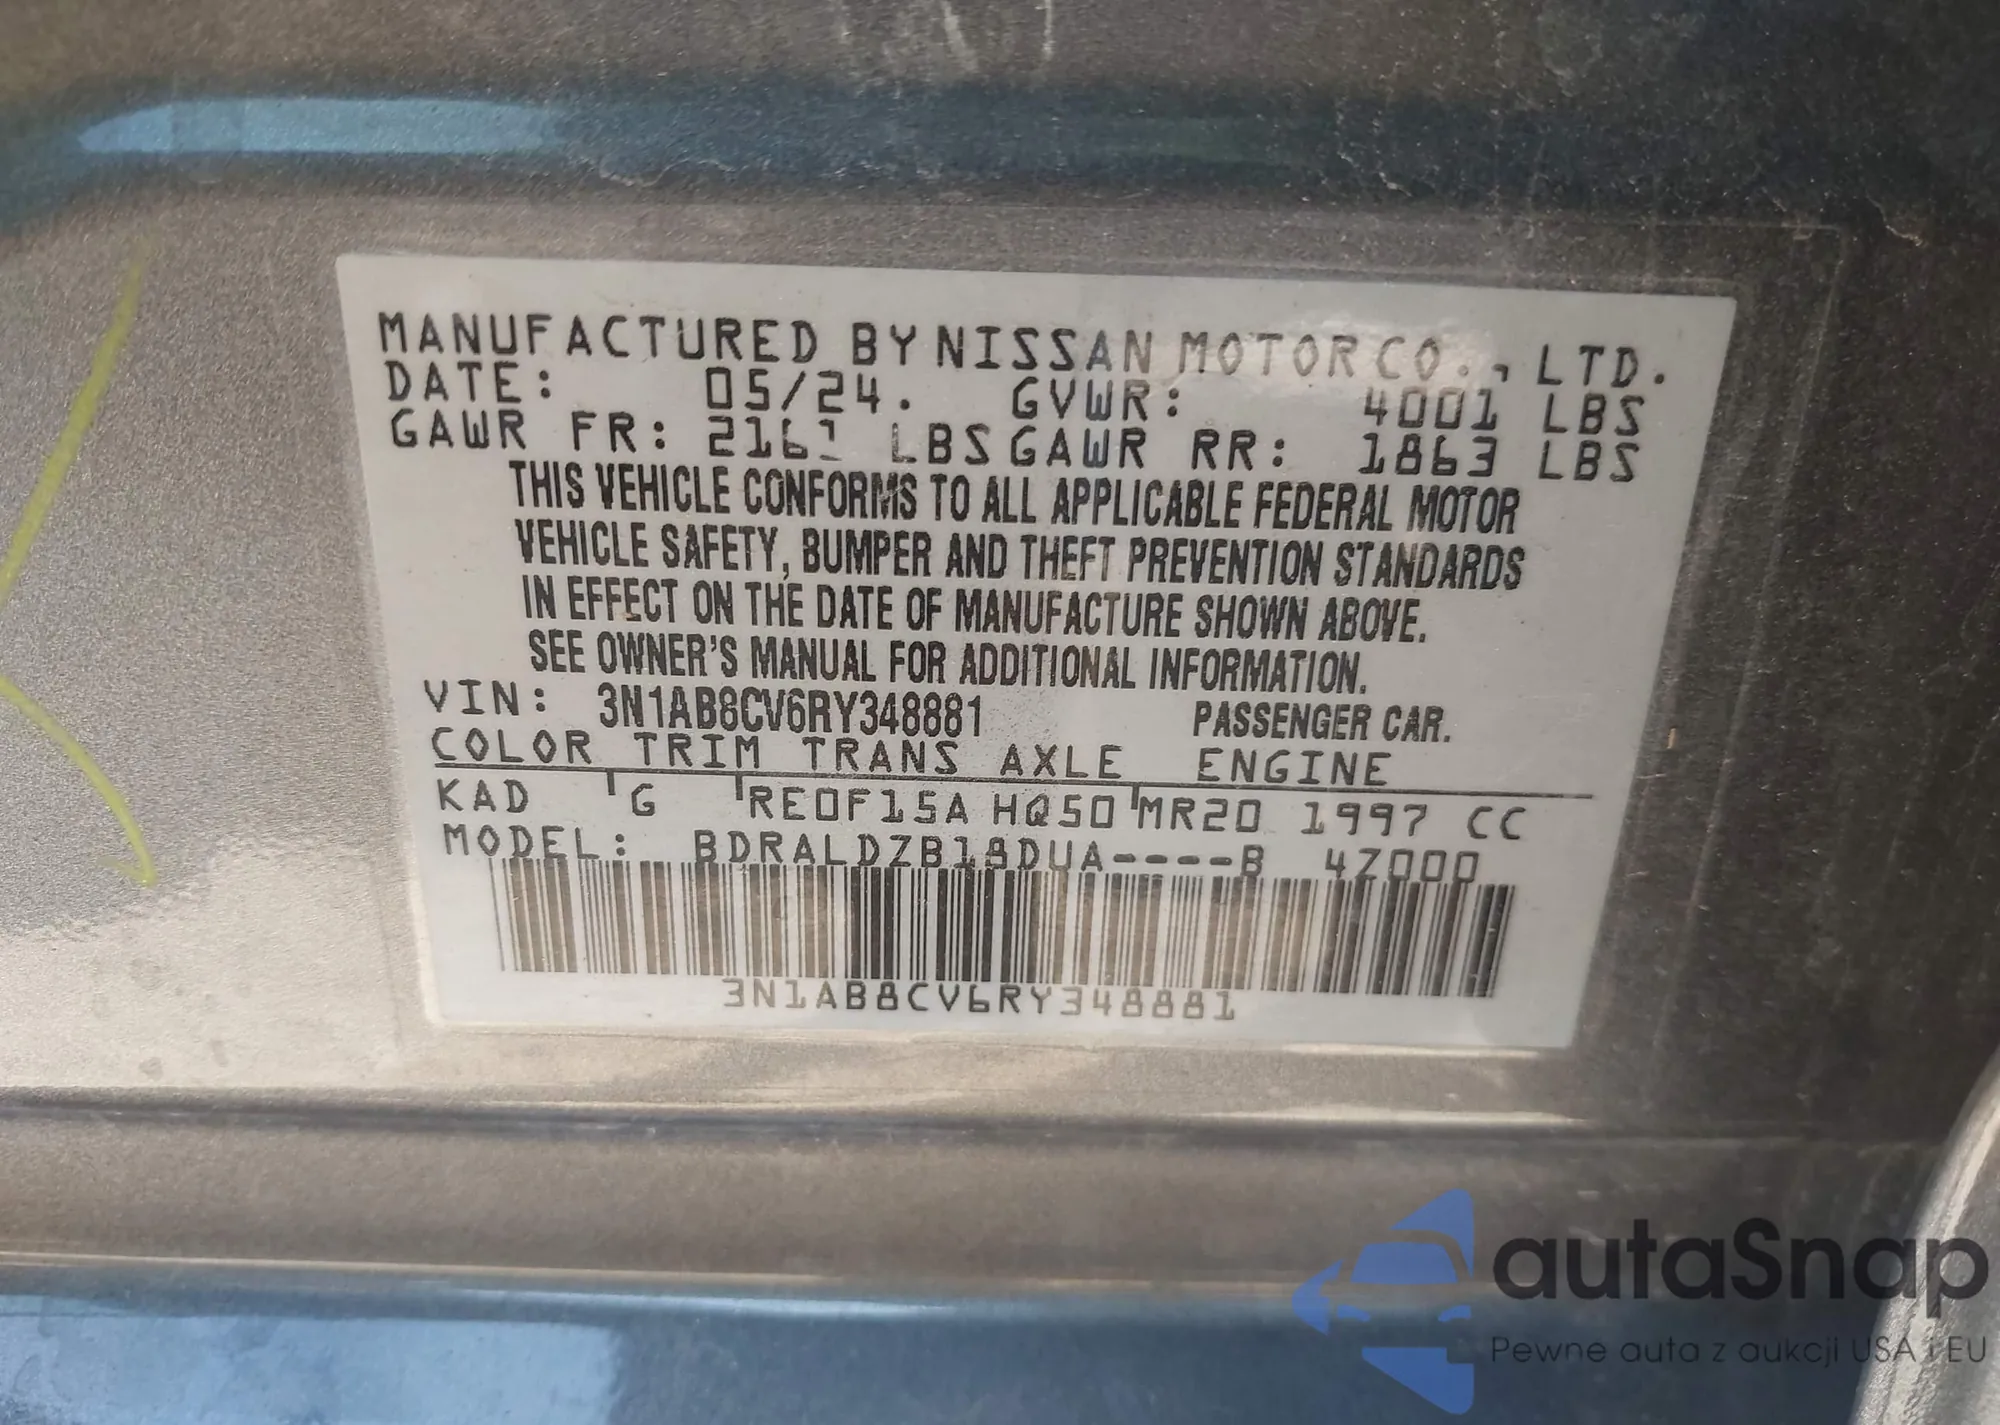 MANUFACTURED BY NISSAN MOTOR CO., LTD.
DATE: 05/24. GVWR: 4001 LBS
GAWR FR: 2161 LBS GAWR RR: 1863 LBS
THIS VEHICLE CONFORMS TO ALL APPLICABLE FEDERAL MOTOR
VEHICLE SAFETY, BUMPER AND THEFT PREVENTION STANDARDS
IN EFFECT ON THE DATE OF MANUFACTURE SHOWN ABOVE.
SEE OWNER'S MANUAL FOR ADDITIONAL INFORMATION.
VIN: 3N1AB8CV6RY348881 PASSENGER CAR.
COLOR TRIM TRANS AXLE ENGINE
KAD G RE0F15A HQ50 MR20 1997 CC
MODEL: BDRALDZB18DUA----B 4Z000
3N1AB8CV6RY348881
autaSnap
Pewne auta z aukcji USA i EU